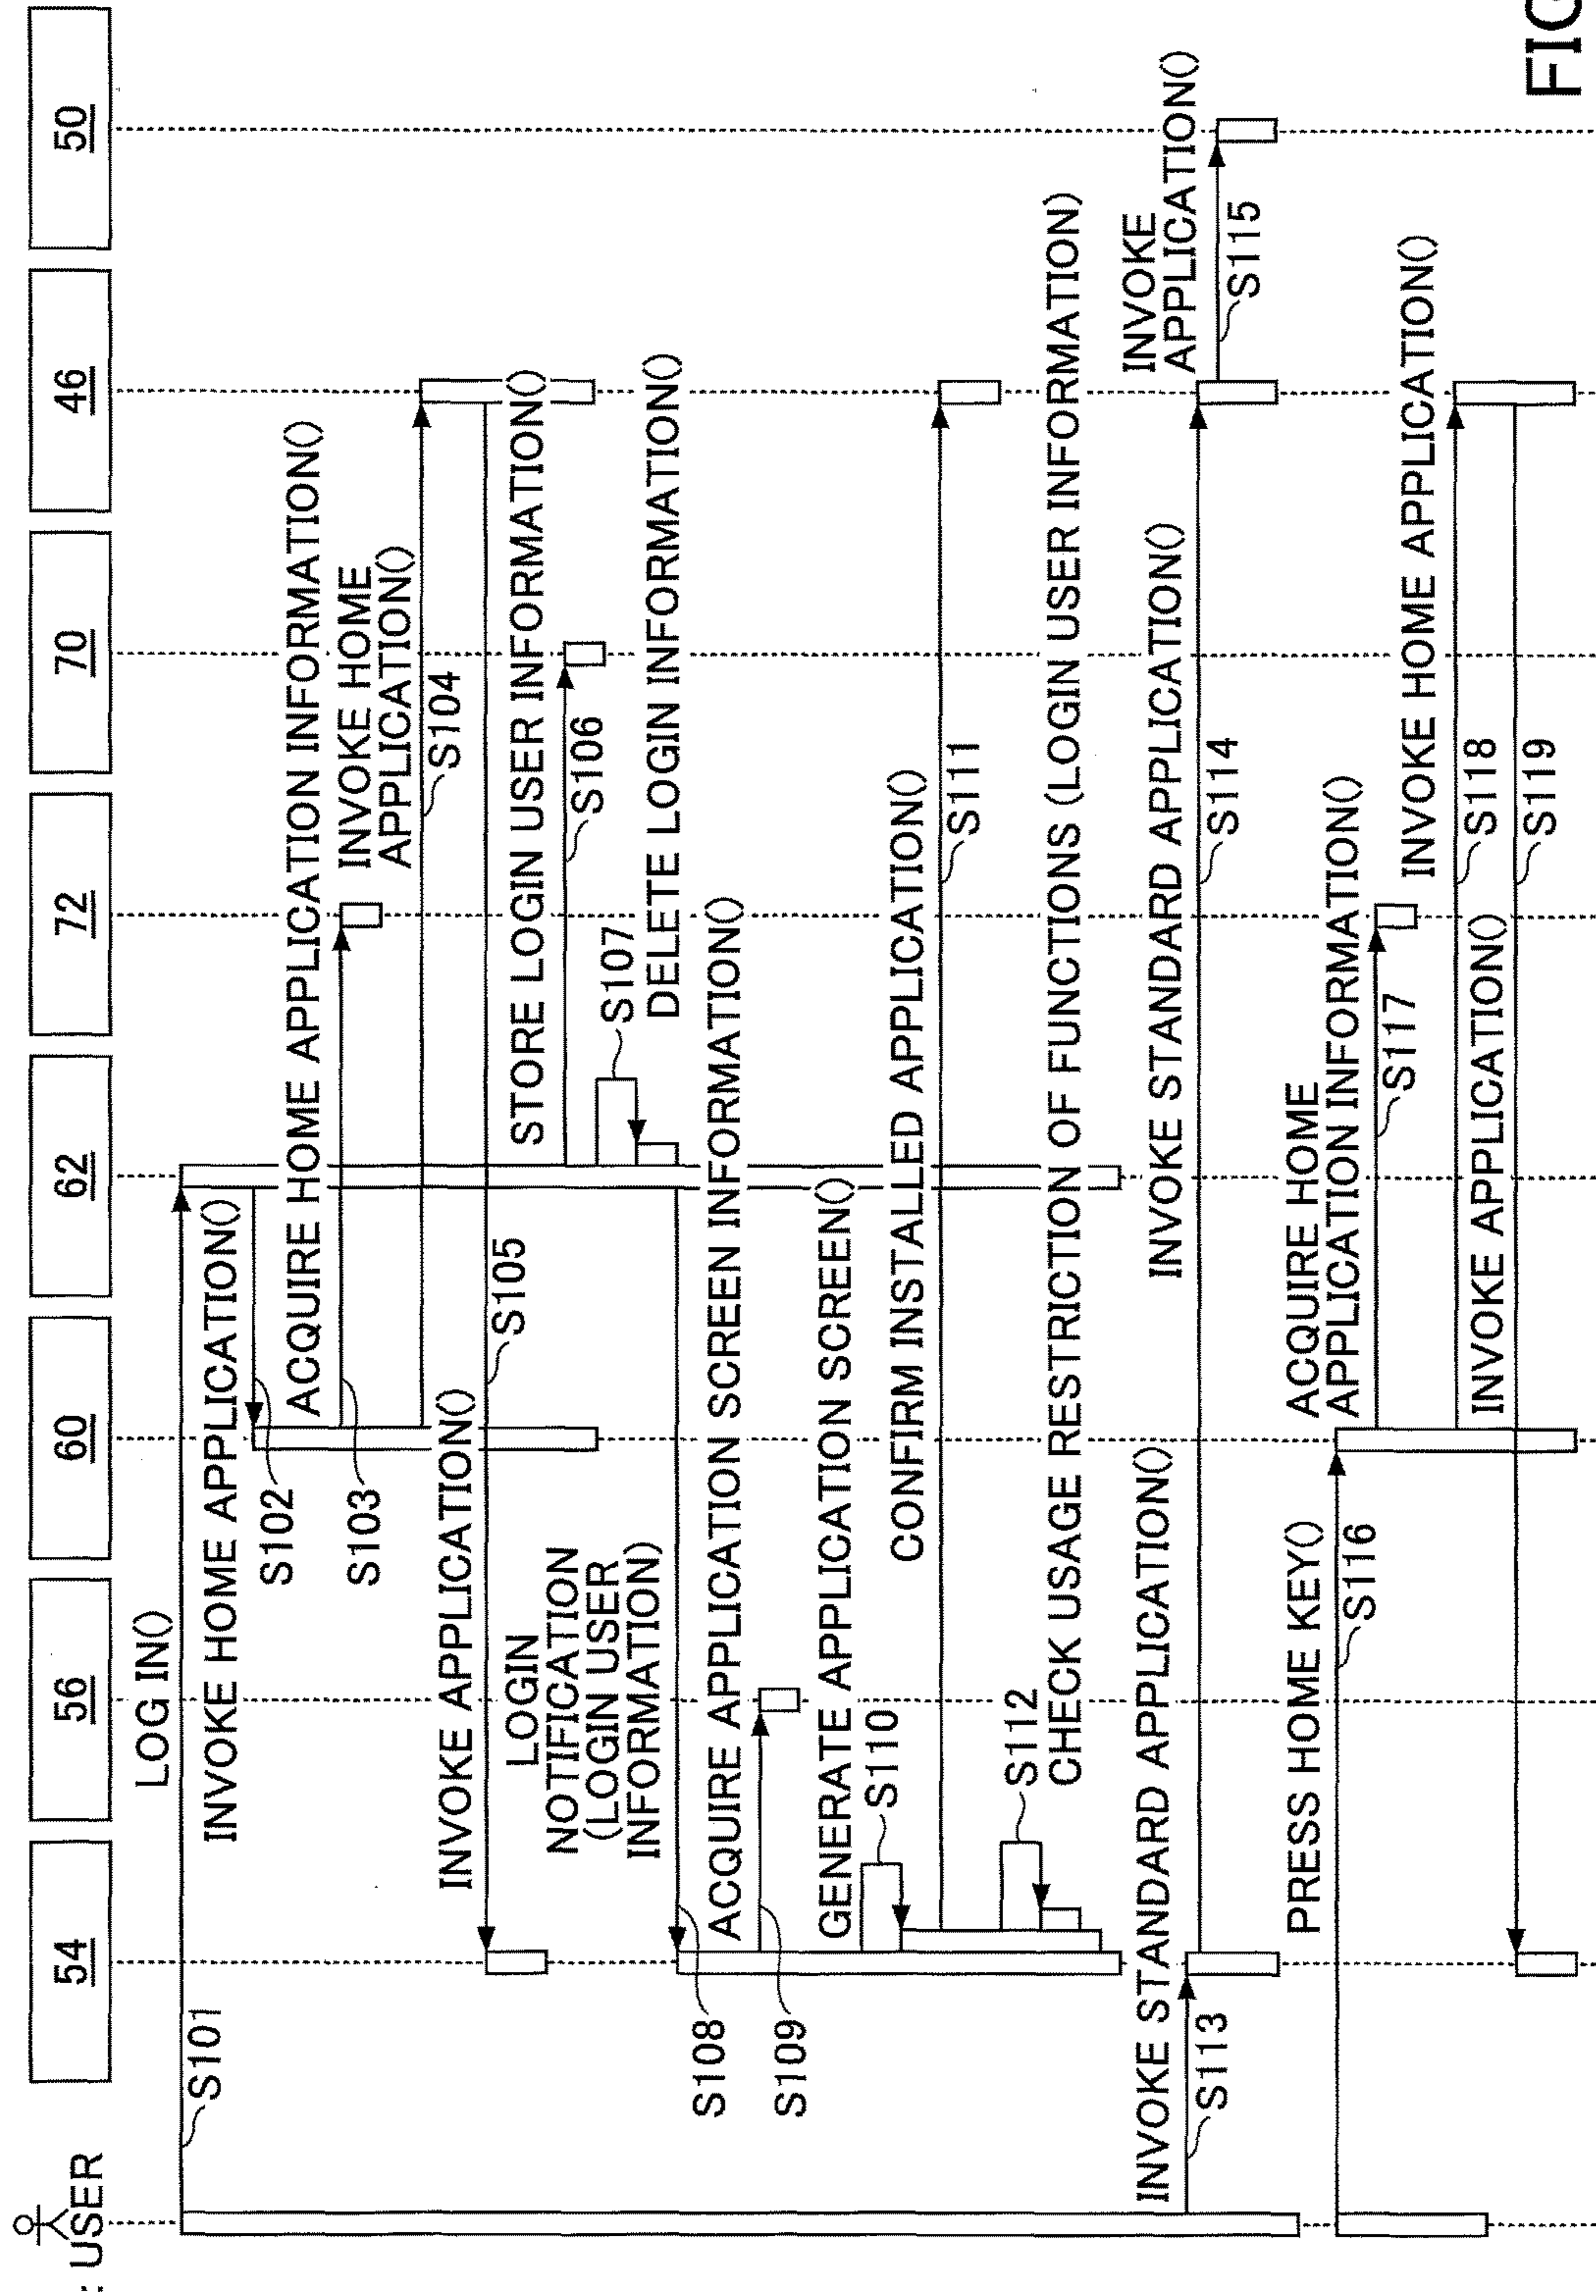 : USER
54
56
60
62
72
70
46
50
LOG IN()
S101
INVOKE HOME APPLICATION()
S102
ACQUIRE HOME APPLICATION INFORMATION()
S103
INVOKE HOME
APPLICATION()
S104
INVOKE APPLICATION()
S105
STORE LOGIN USER INFORMATION()
S106
S107
DELETE LOGIN INFORMATION()
LOGIN
NOTIFICATION
(LOGIN USER
INFORMATION)
S108
ACQUIRE APPLICATION SCREEN INFORMATION()
S109
GENERATE APPLICATION SCREEN()
S110
CONFIRM INSTALLED APPLICATION()
S111
S112
CHECK USAGE RESTRICTION OF FUNCTIONS (LOGIN USER INFORMATION)
INVOKE STANDARD APPLICATION()
S113
INVOKE STANDARD APPLICATION()
S114
INVOKE
APPLICATION()
S115
PRESS HOME KEY()
S116
ACQUIRE HOME
APPLICATION INFORMATION()
S117
INVOKE HOME APPLICATION()
S118
INVOKE APPLICATION()
S119